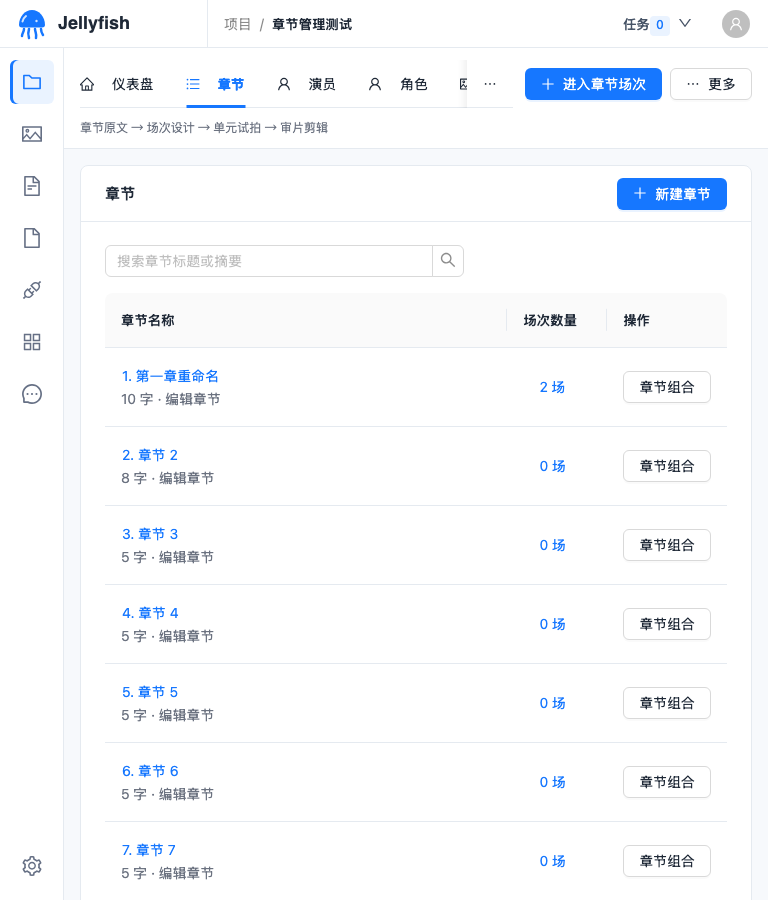 Jellyfish
项目 / 章节管理测试
任务 0
仪表盘 章节 演员 角色 ··· + 进入章节场次 ··· 更多
章节原文 → 场次设计 → 单元试拍 → 审片剪辑
章节 + 新建章节
搜索章节标题或摘要
章节名称 场次数量 操作
1. 第一章重命名
10 字 · 编辑章节
2 场 章节组合
2. 章节 2
8 字 · 编辑章节
0 场 章节组合
3. 章节 3
5 字 · 编辑章节
0 场 章节组合
4. 章节 4
5 字 · 编辑章节
0 场 章节组合
5. 章节 5
5 字 · 编辑章节
0 场 章节组合
6. 章节 6
5 字 · 编辑章节
0 场 章节组合
7. 章节 7
5 字 · 编辑章节
0 场 章节组合